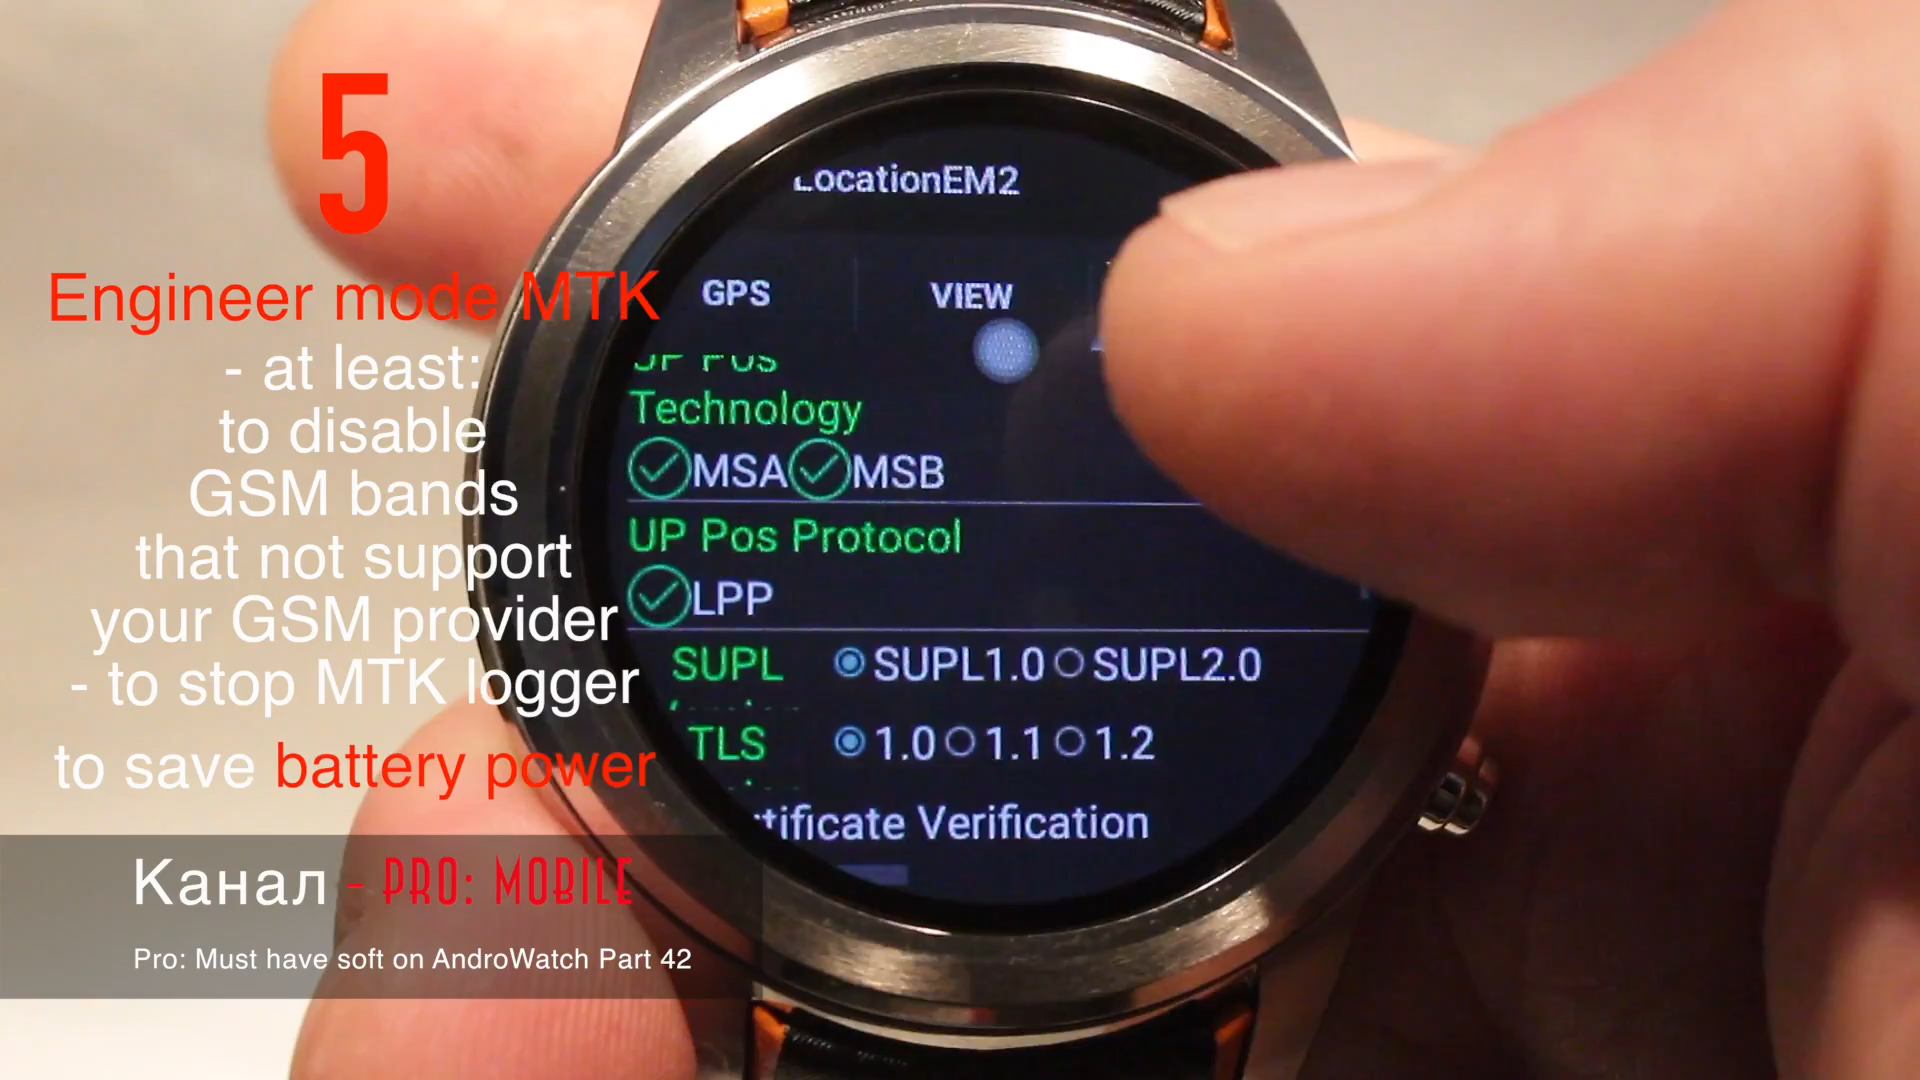 5
Engineer mode MTK
- at least:
to disable
GSM bands
that not support
your GSM provider
- to stop MTK logger
to save battery power
Канал - PRO: MOBILE
Pro: Must have soft on AndroWatch Part 42
LocationEM2
GPS VIEW
UP Pos
Technology
MSA MSB
UP Pos Protocol
LPP
SUPL SUPL1.0 SUPL2.0
TLS 1.0 1.1 1.2
tificate Verification